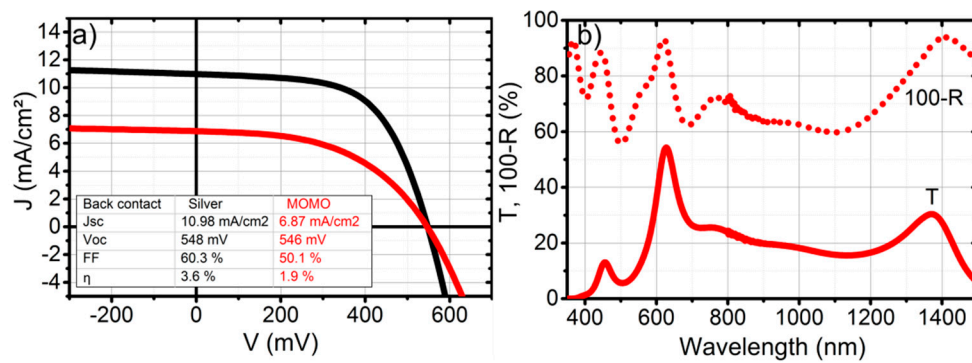 a)
14
12
10
8
6
4
2
0
-2
-4
J (mA/cm²)
Back contact Silver MOMO
Jsc 10.98 mA/cm2 6.87 mA/cm2
Voc 548 mV 546 mV
FF 60.3 % 50.1 %
η 3.6 % 1.9 %
-200 0 200 400 600
V (mV)
b)
100
80
60
40
20
0
T, 100-R (%)
100-R
T
400 600 800 1000 1200 1400
Wavelength (nm)